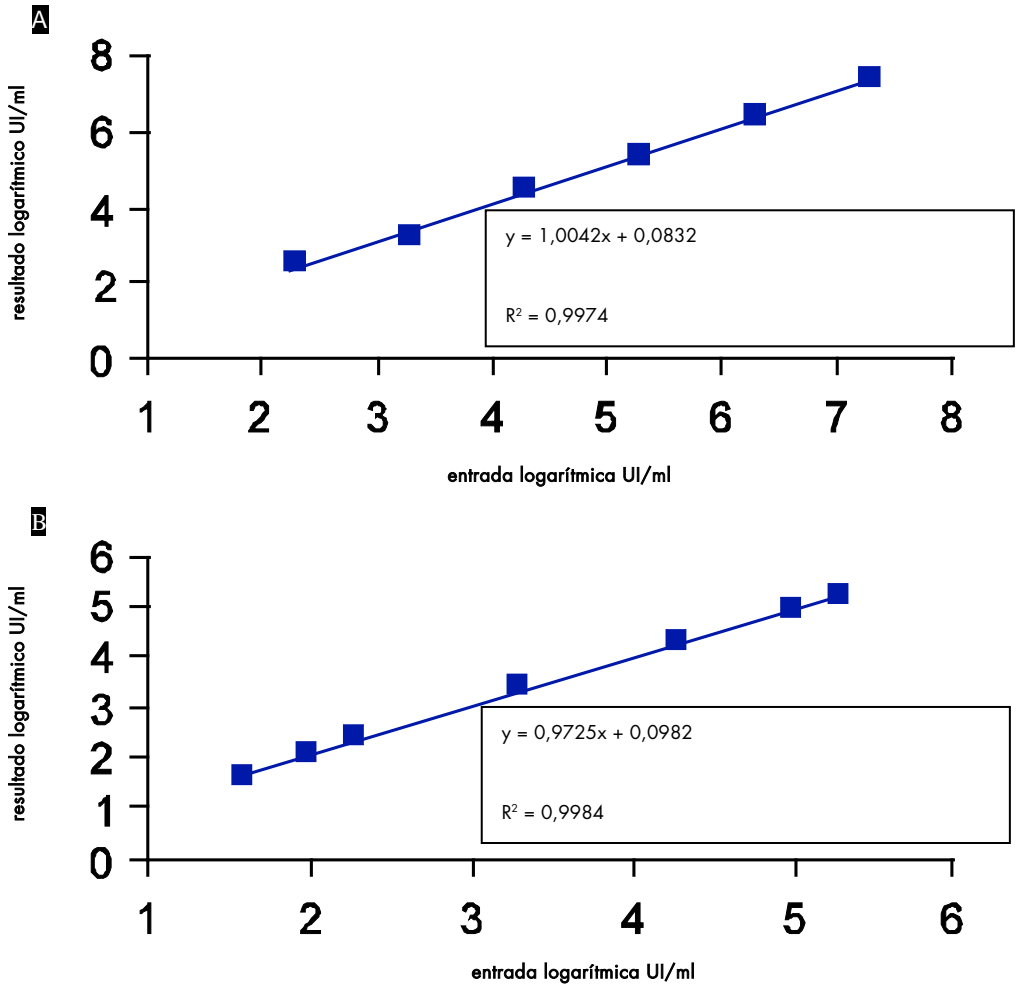 A
resultado logarítmico UI/ml
8
6
4
2
0
y = 1,0042x + 0,0832
R² = 0,9974
1 2 3 4 5 6 7 8
entrada logarítmica UI/ml
B
resultado logarítmico UI/ml
6
5
4
3
2
1
0
y = 0,9725x + 0,0982
R² = 0,9984
1 2 3 4 5 6
entrada logarítmica UI/ml